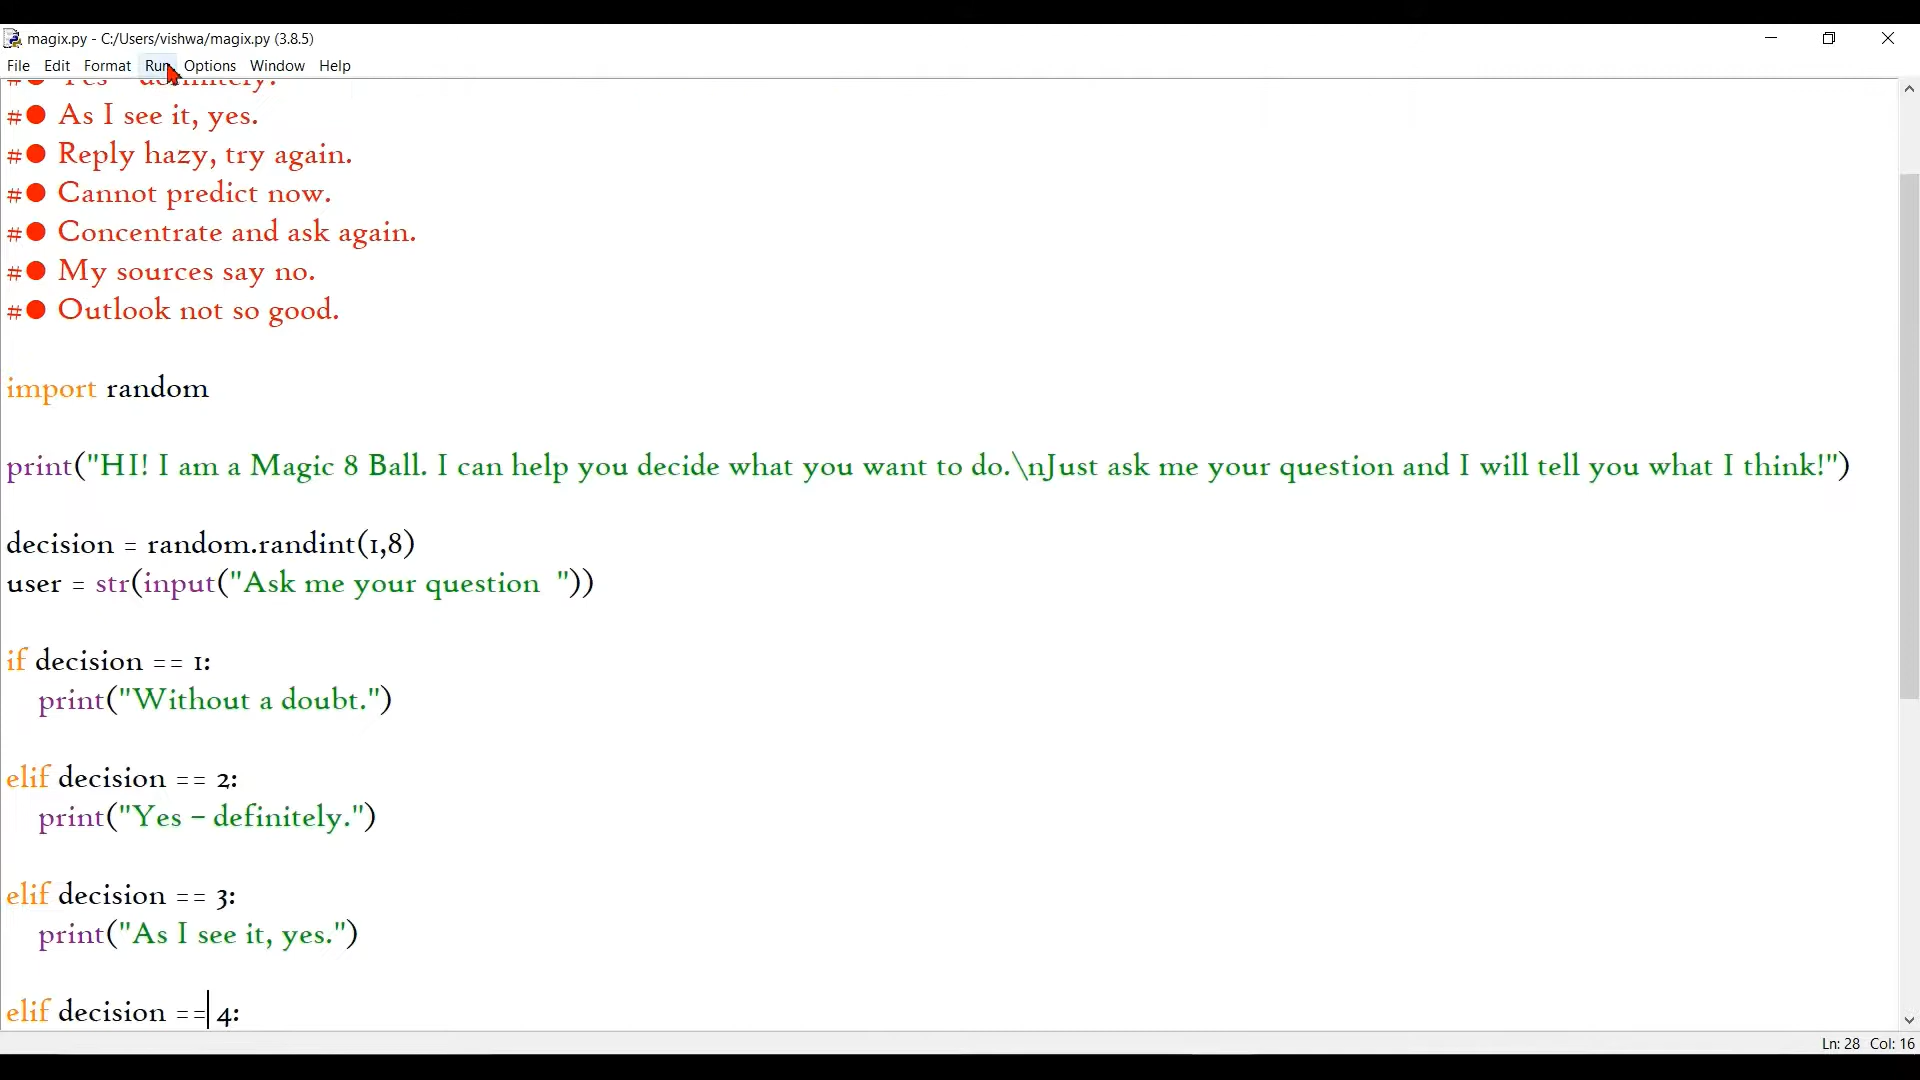 magix.py - C:/Users/vishwa/magix.py (3.8.5)
File Edit Format Run Options Window Help
#● Yes - definitely.
#● As I see it, yes.
#● Reply hazy, try again.
#● Cannot predict now.
#● Concentrate and ask again.
#● My sources say no.
#● Outlook not so good.
import random
print("HI! I am a Magic 8 Ball. I can help you decide what you want to do.\nJust ask me your question and I will tell you what I think!")
decision = random.randint(1,8)
user = str(input("Ask me your question  "))
if decision == 1:
    print("Without a doubt.")
elif decision == 2:
    print("Yes – definitely.")
elif decision == 3:
    print("As I see it, yes.")
elif decision == 4:
Ln: 28 Col: 16